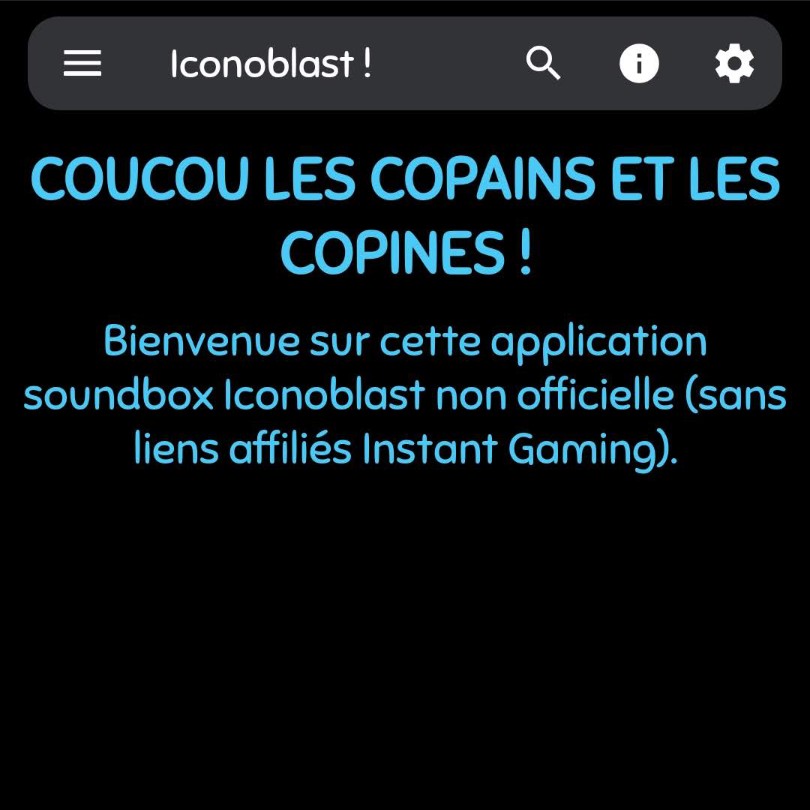 Iconoblast !
COUCOU LES COPAINS ET LES
COPINES !
Bienvenue sur cette application
soundbox Iconoblast non officielle (sans
liens affiliés Instant Gaming).